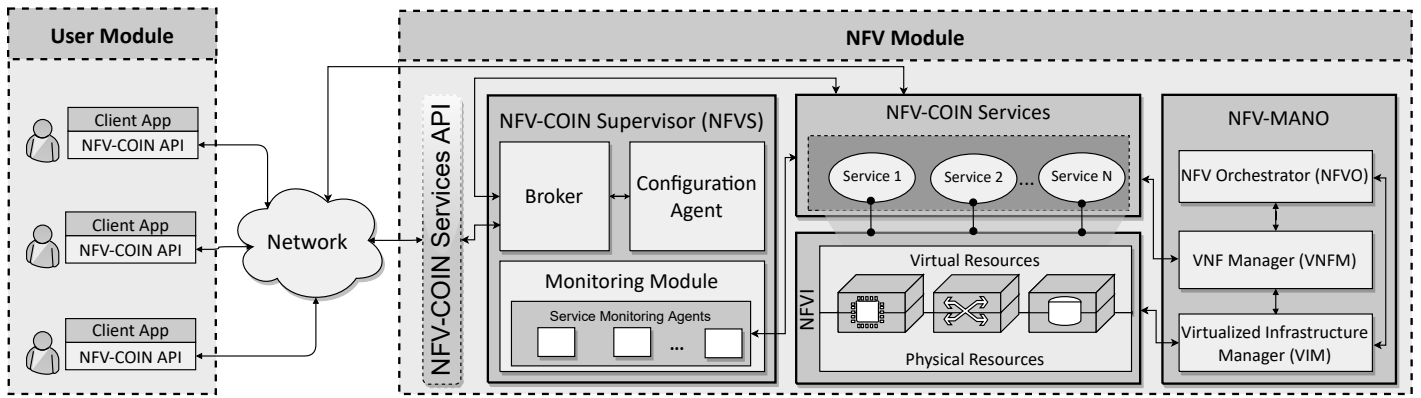 User Module
Client App
NFV-COIN API
Client App
NFV-COIN API
Client App
NFV-COIN API
Network
NFV Module
NFV-COIN Services API
NFV-COIN Supervisor (NFVS)
Broker
Configuration
Agent
Monitoring Module
Service Monitoring Agents
...
NFV-COIN Services
Service 1
Service 2
...
Service N
NFVI
Virtual Resources
Physical Resources
NFV-MANO
NFV Orchestrator (NFVO)
VNF Manager (VNFM)
Virtualized Infrastructure
Manager (VIM)